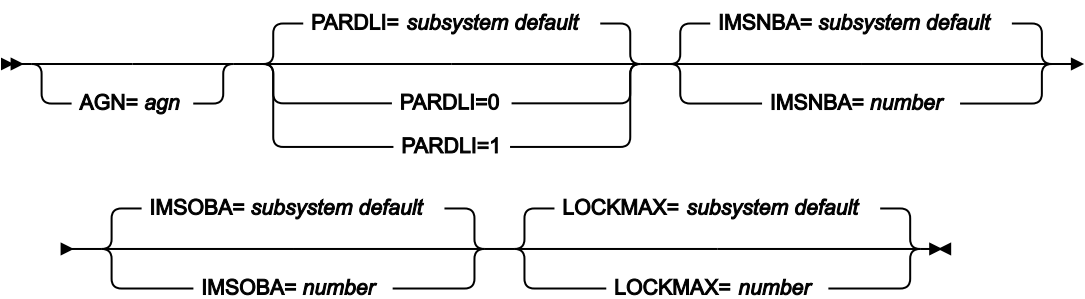 PARDLI= subsystem default
IMSNBA= subsystem default
AGN= agn
PARDLI=0
IMSNBA= number
PARDLI=1
IMSOBA= subsystem default
LOCKMAX= subsystem default
IMSOBA= number
LOCKMAX= number